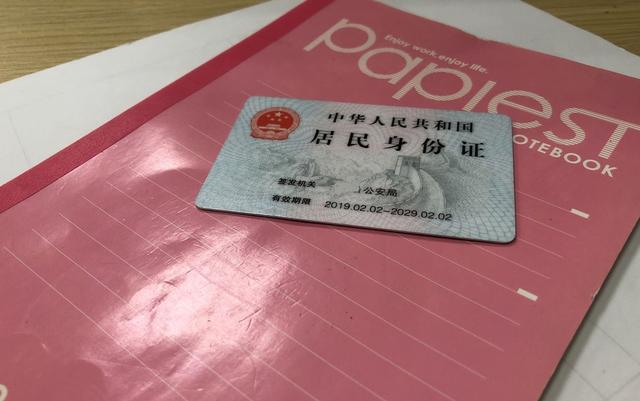 Enjoy work,enjoy life.
papiest
NOTEBOOK
中华人民共和国
居民身份证
签发机关 公安局
有效期限 2019.02.02-2029.02.02